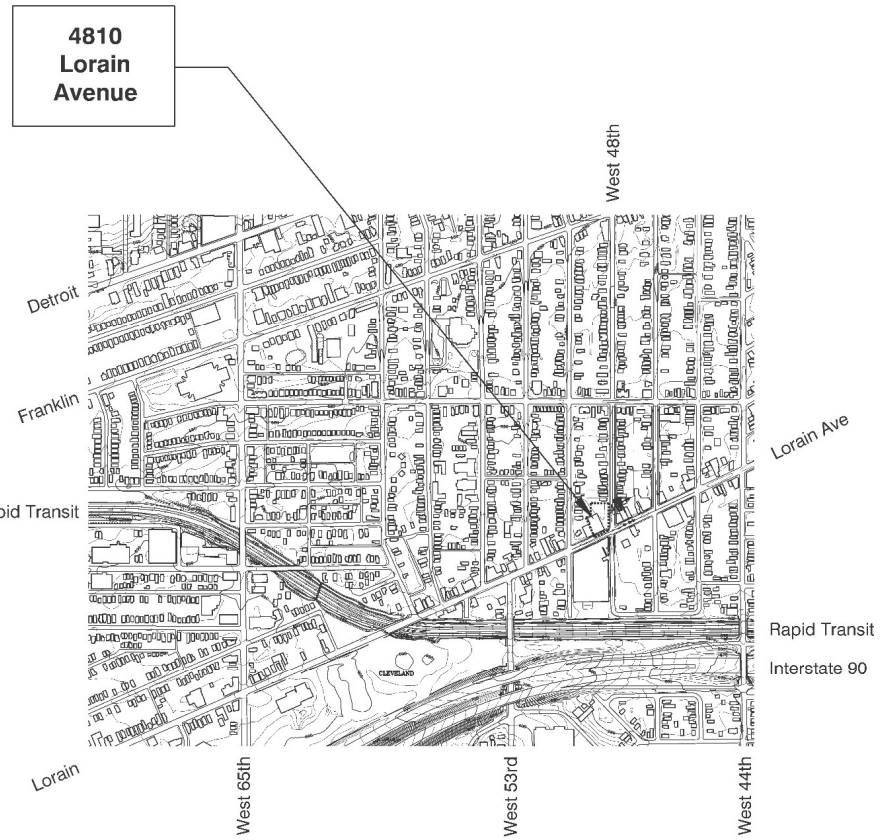 4810
Lorain
Avenue
West 48th
Detroit
Franklin
Lorain Ave
pid Transit
Rapid Transit
Interstate 90
CLEVELAND
Lorain
West 65th
West 53rd
West 44th